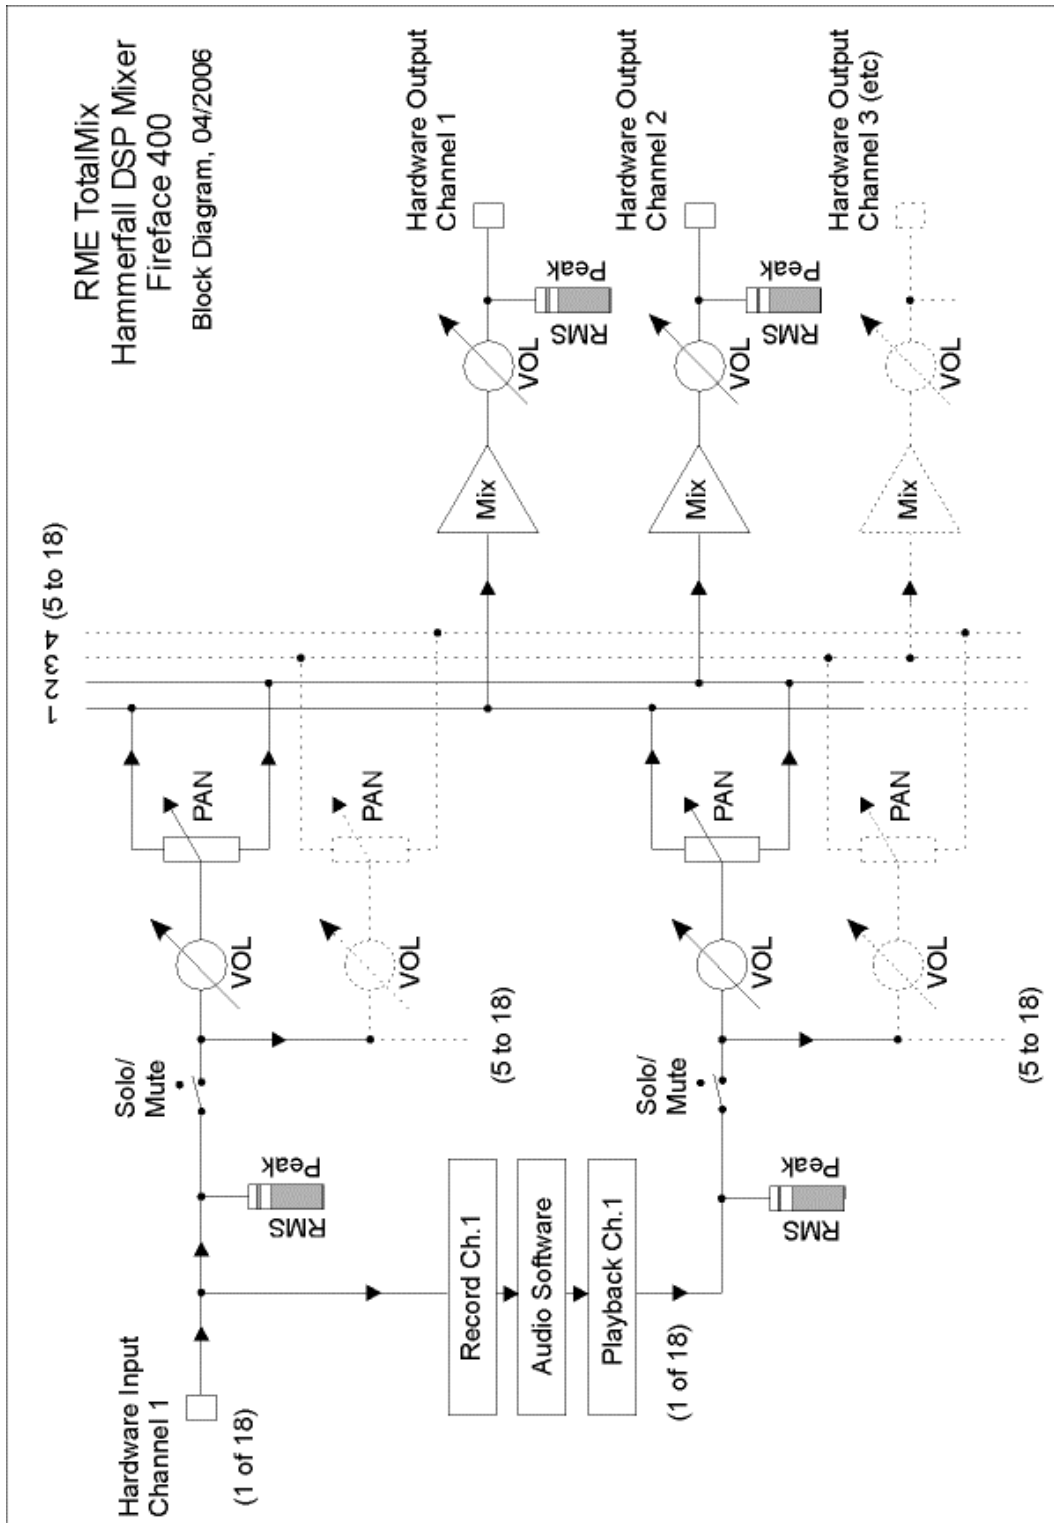 RME TotalMix
Hammerfall DSP Mixer
Fireface 400
Block Diagram, 04/2006
Hardware Input
Channel 1
(1 of 18)
Peak
RMS
Solo/
Mute
(5 to 18)
VOL
PAN
VOL
PAN
1 2 3 4 (5 to 18)
Record Ch.1
Audio Software
Playback Ch.1
(1 of 18)
Peak
RMS
Solo/
Mute
(5 to 18)
VOL
PAN
VOL
PAN
Mix
VOL
Peak
RMS
Hardware Output
Channel 1
Mix
VOL
Peak
RMS
Hardware Output
Channel 2
Mix
VOL
Hardware Output
Channel 3 (etc)